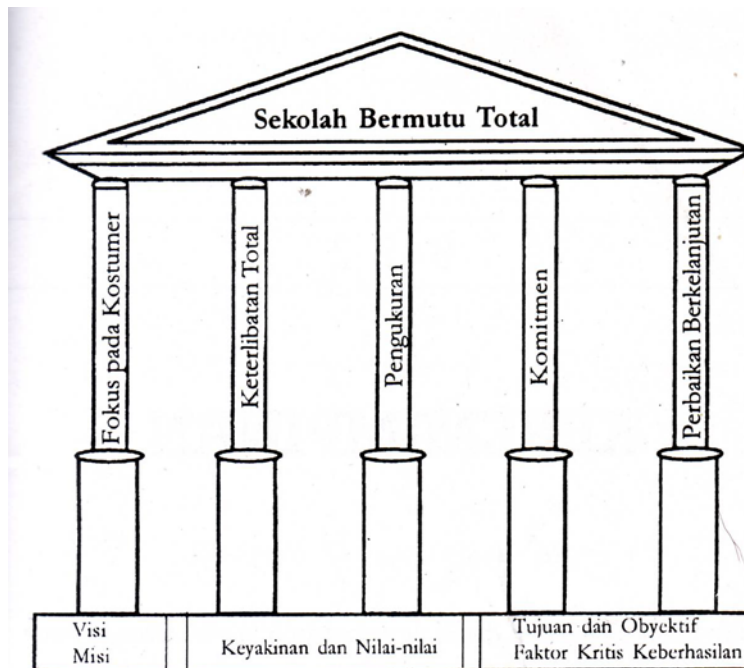 Sekolah Bermutu Total
Fokus pada Kostumer
Keterlibatan Total
Pengukuran
Komitmen
Perbaikan Berkelanjutan
Visi
Misi
Keyakinan dan Nilai-nilai
Tujuan dan Obyektif
Faktor Kritis Keberhasilan